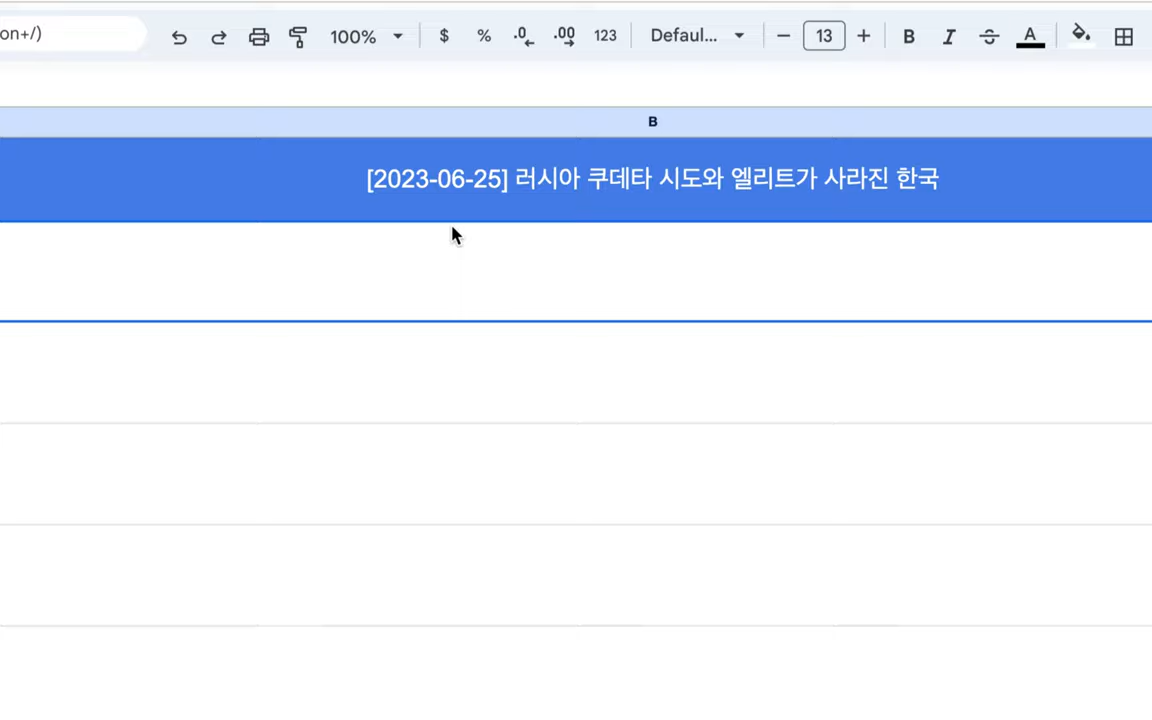 on+/)
100%
$ % .0 .00 123
Defaul...
13
B I S A
B
[2023-06-25] 러시아 쿠데타 시도와 엘리트가 사라진 한국